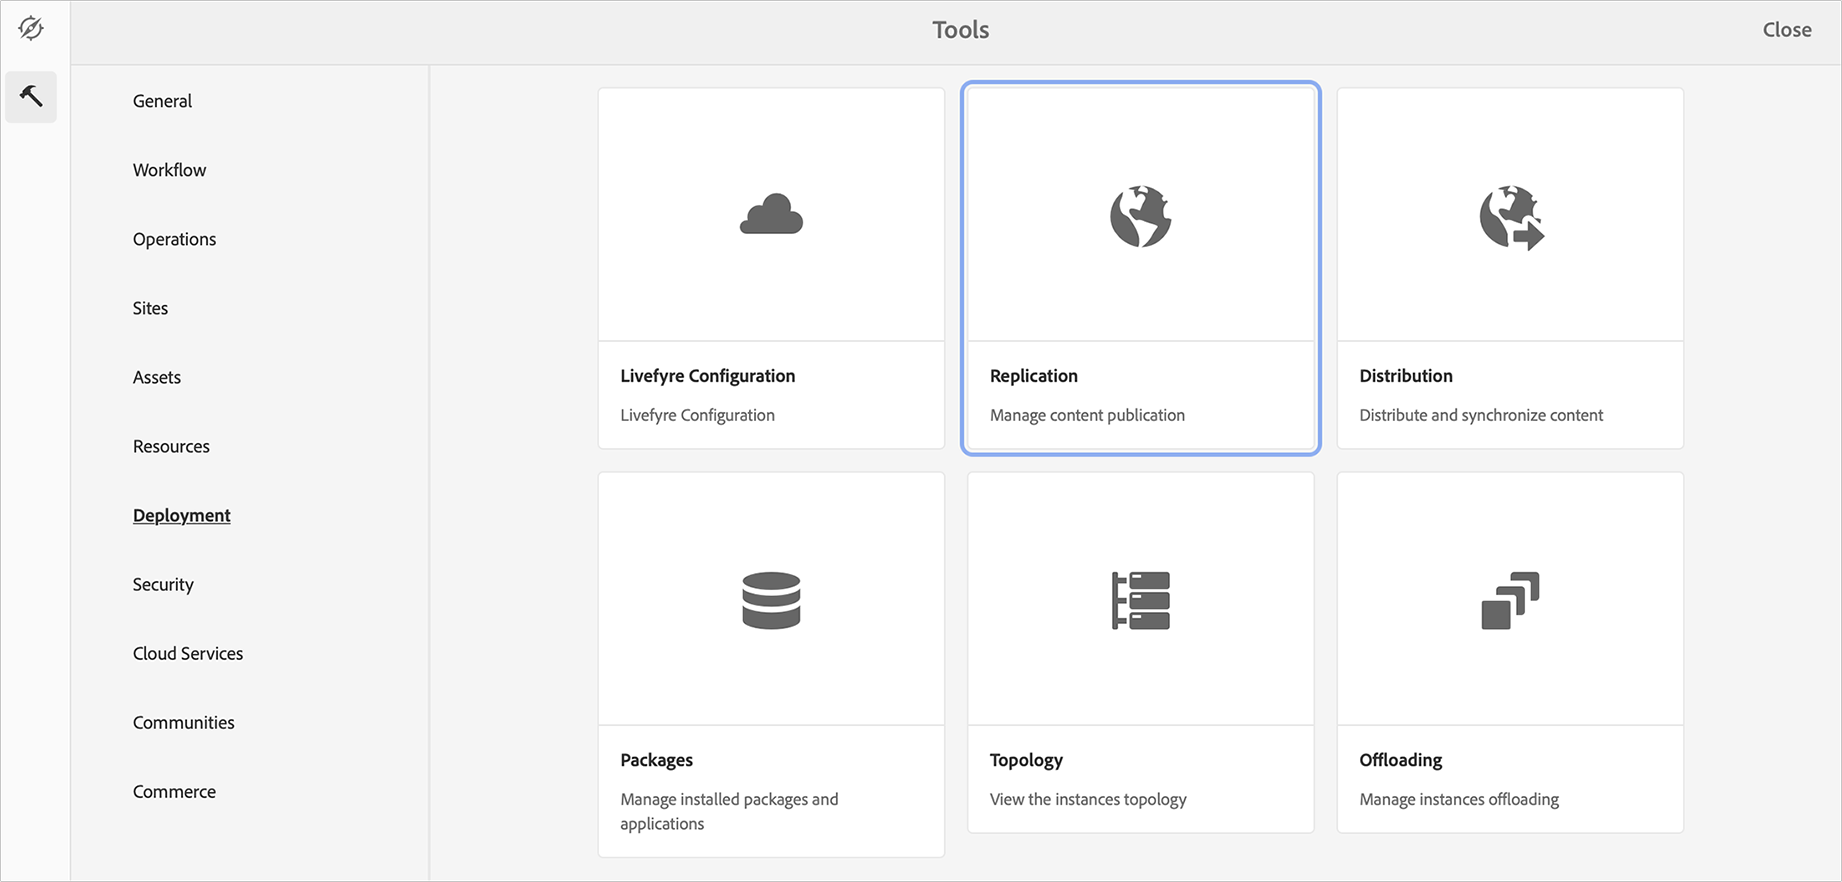 Tools
Close
General
Workflow
Operations
Sites
Assets
Resources
Deployment
Security
Cloud Services
Communities
Commerce
Livefyre Configuration
Livefyre Configuration
Replication
Manage content publication
Distribution
Distribute and synchronize content
Packages
Manage installed packages and
applications
Topology
View the instances topology
Offloading
Manage instances offloading